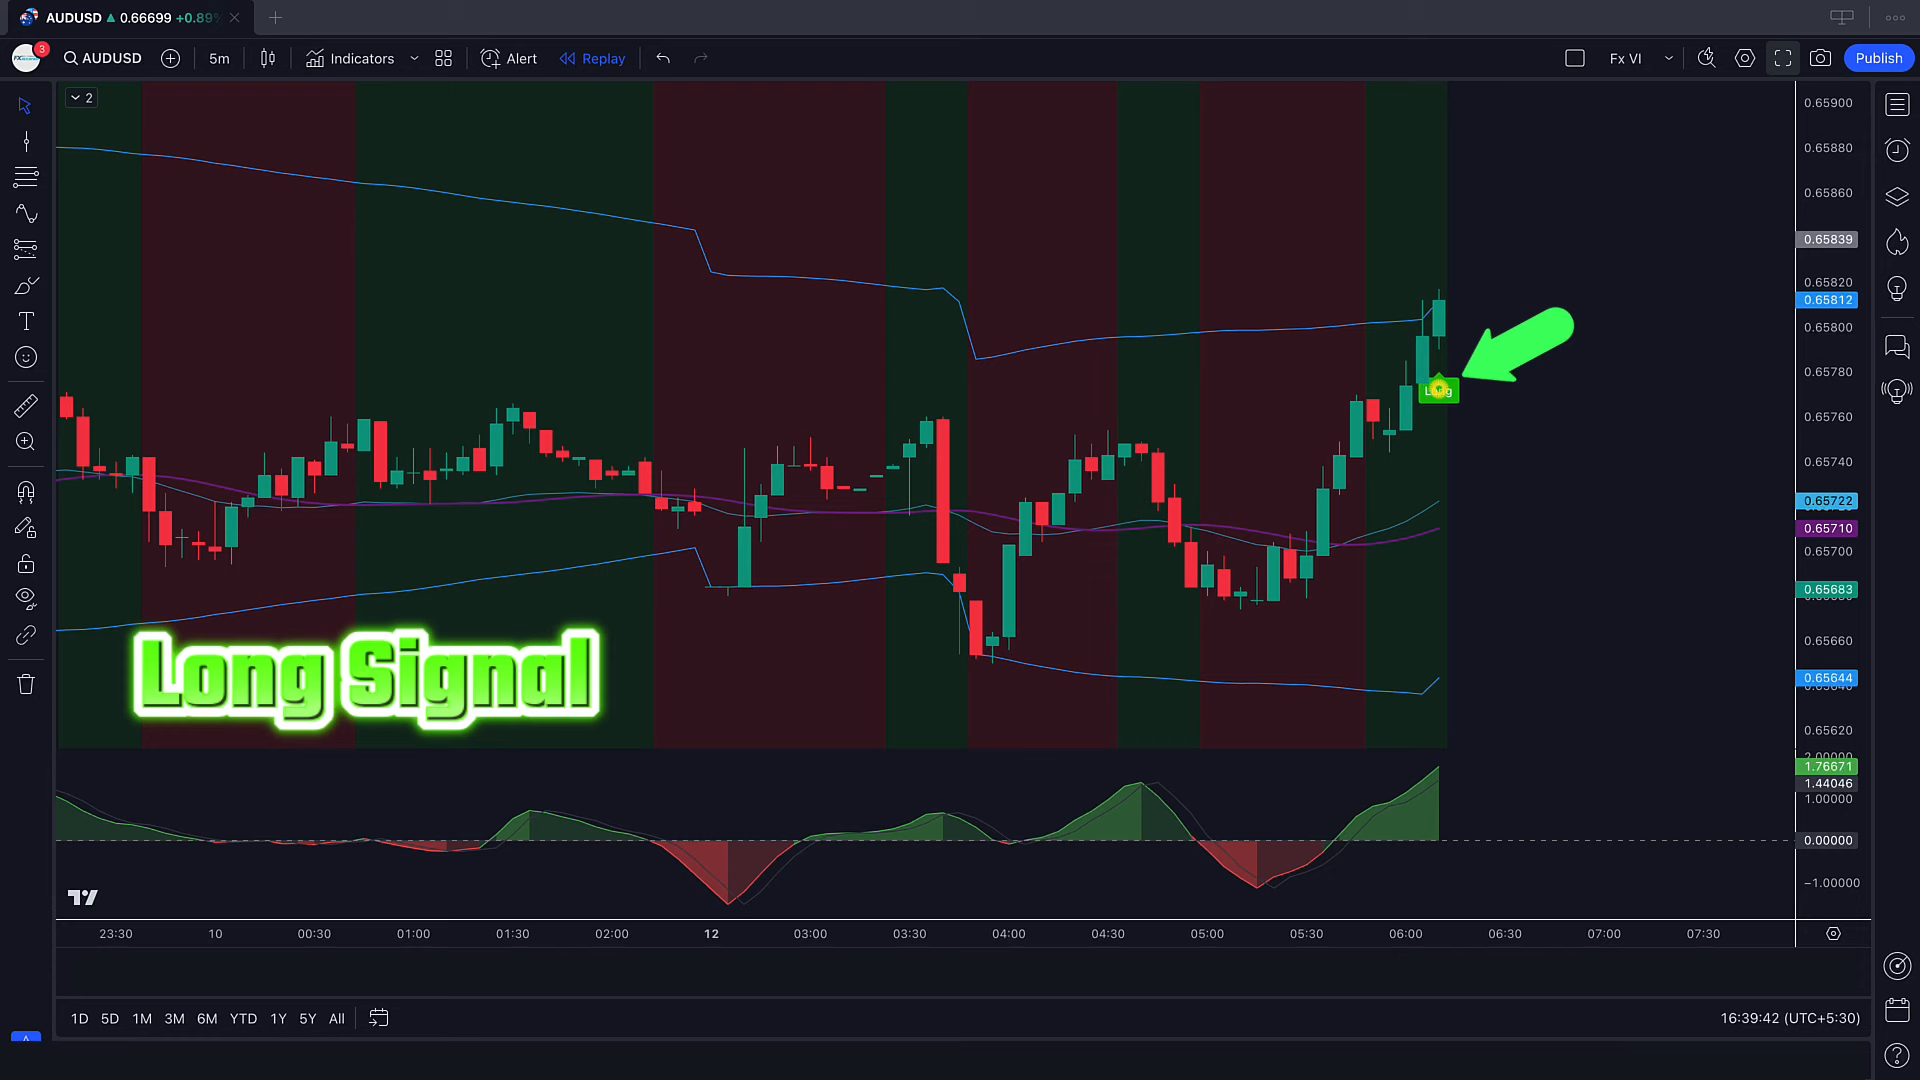 AUDUSD ▲ 0.66699 +0.89%
3
AUDUSD
5m
Indicators
Alert
Replay
Fx VI
Publish
2
0.65900
0.65880
0.65860
0.65839
0.65820
0.65812
0.65800
0.65780
Long
0.65760
0.65740
0.65722
0.65710
0.65700
0.65683
0.65660
0.65644
0.65620
Long Signal
2.00000
1.76671
1.44046
1.00000
0.00000
−1.00000
23:30 10 00:30 01:00 01:30 02:00 12 03:00 03:30 04:00 04:30 05:00 05:30 06:00 06:30 07:00 07:30
1D 5D 1M 3M 6M YTD 1Y 5Y All
16:39:42 (UTC+5:30)